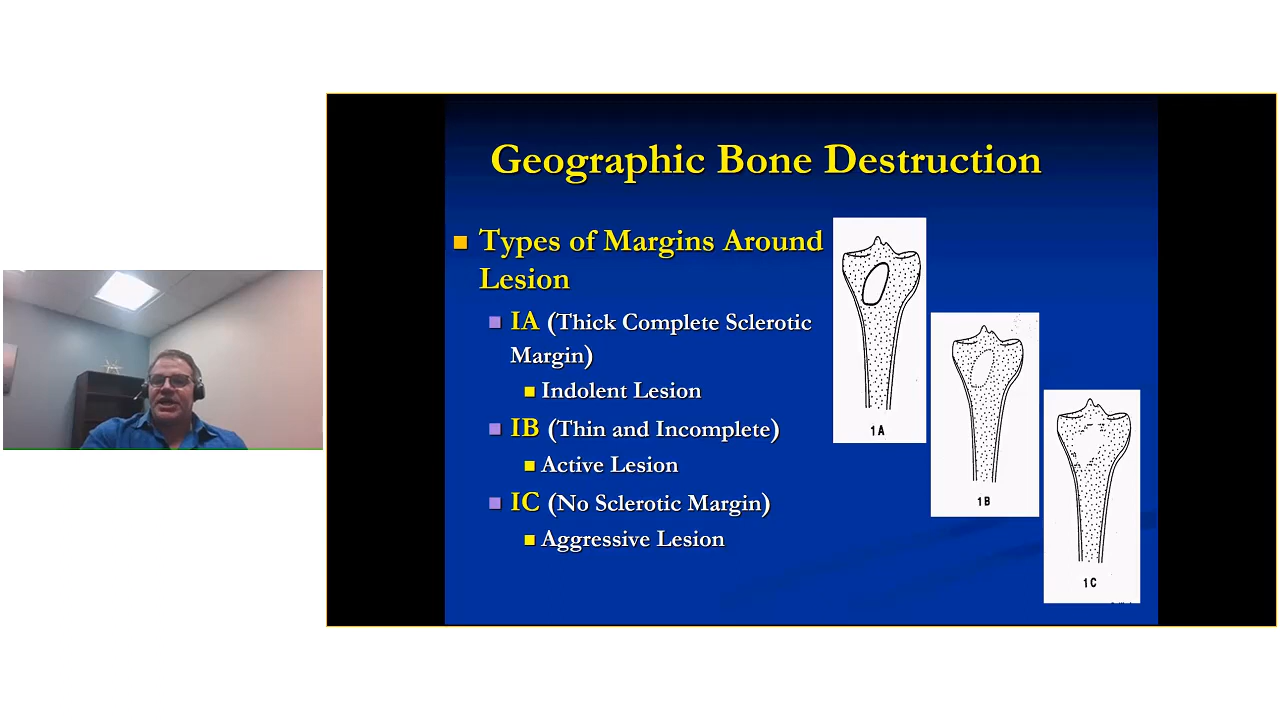 Geographic Bone Destruction
Types of Margins Around
Lesion
IA (Thick Complete Sclerotic
Margin)
Indolent Lesion
IB (Thin and Incomplete)
Active Lesion
IC (No Sclerotic Margin)
Aggressive Lesion
1A
1B
1C